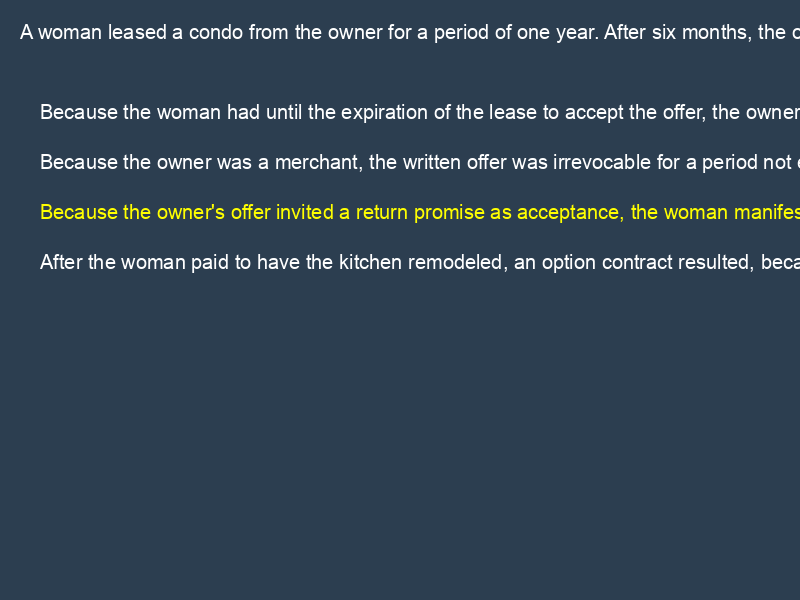 A woman leased a condo from the owner for a period of one year. After six months, the
Because the woman had until the expiration of the lease to accept the offer, the owner
Because the owner was a merchant, the written offer was irrevocable for a period not
Because the owner's offer invited a return promise as acceptance, the woman
After the woman paid to have the kitchen remodeled, an option contract resulted,